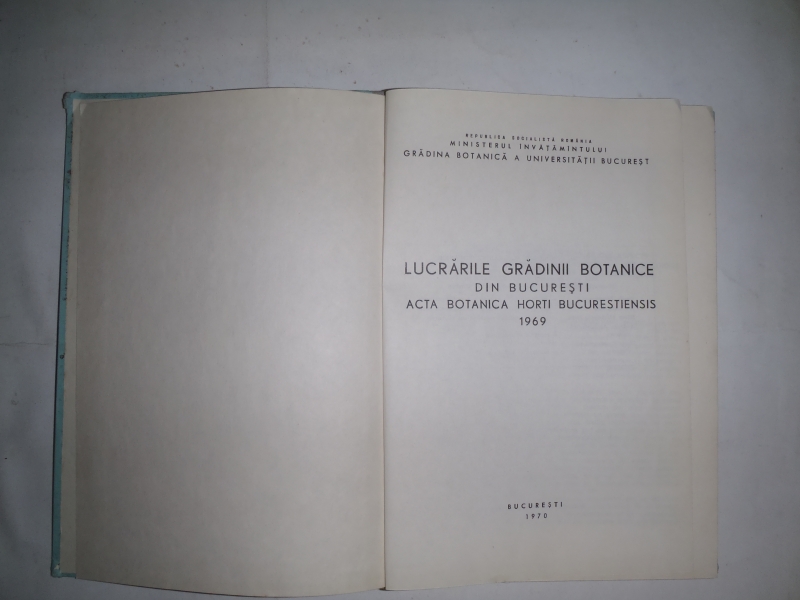 REPUBLICA SOCIALISTĂ ROMÂNIA
MINISTERUL ÎNVĂȚĂMÎNTULUI
GRĂDINA BOTANICĂ A UNIVERSITĂȚII BUCUREȘT
LUCRĂRILE GRĂDINII BOTANICE
DIN BUCUREȘTI
ACTA BOTANICA HORTI BUCURESTIENSIS
1969
BUCUREȘTI
1970